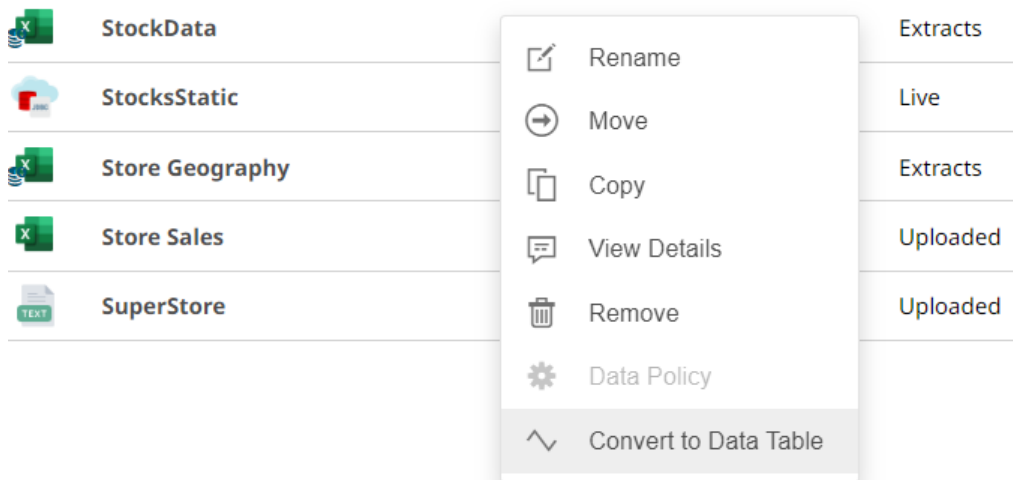 StockData
Extracts
StocksStatic
Live
Store Geography
Extracts
Store Sales
Uploaded
TEXT
SuperStore
Uploaded
Rename
Move
Copy
View Details
Remove
Data Policy
Convert to Data Table